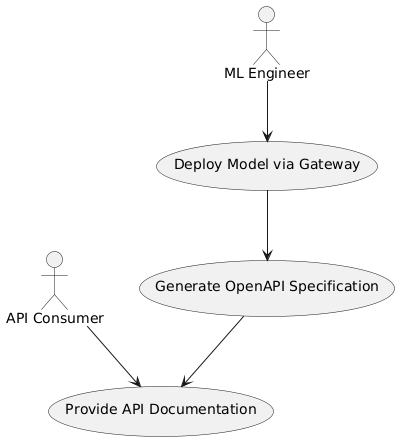 ML Engineer
Deploy Model via Gateway
Generate OpenAPI Specification
API Consumer
Provide API Documentation